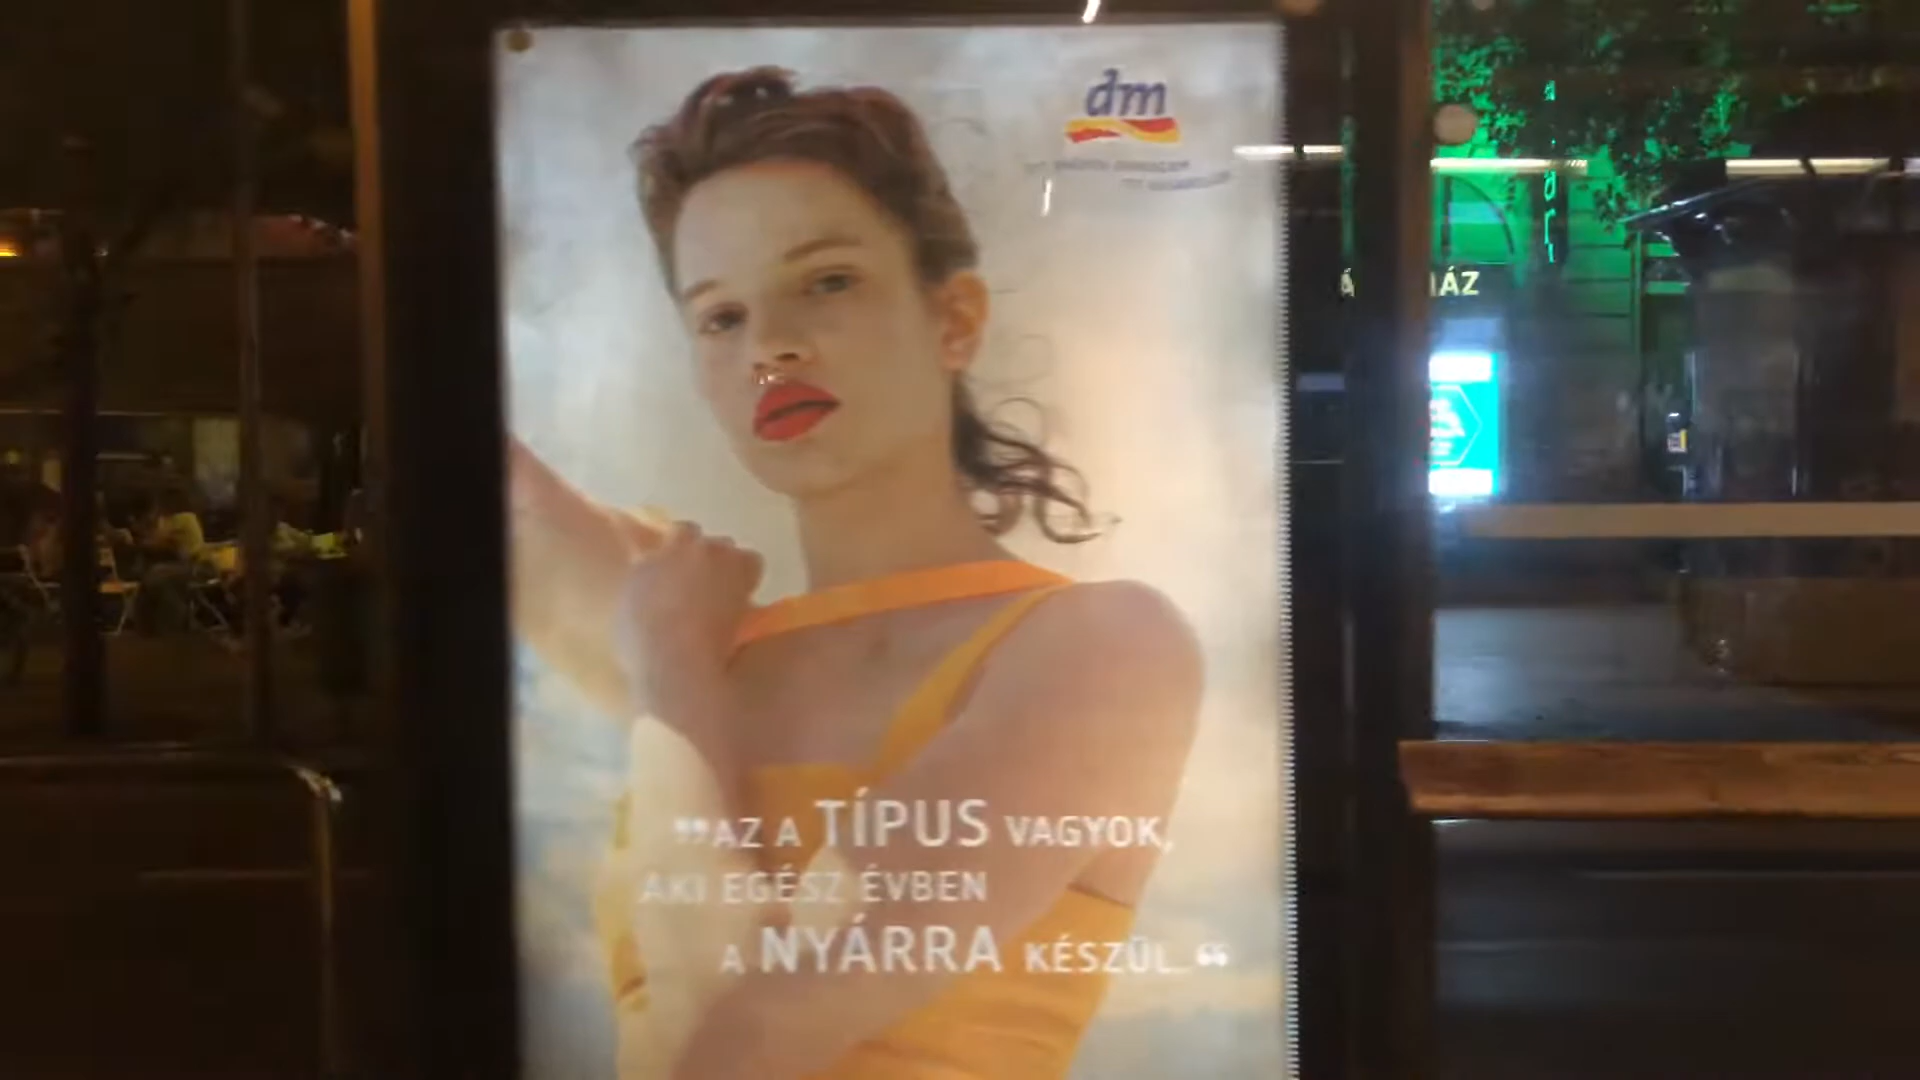 dm
„AZ A TÍPUS VAGYOK,
AKI EGÉSZ ÉVBEN
A NYÁRRA KÉSZÜL.“
ÁZ